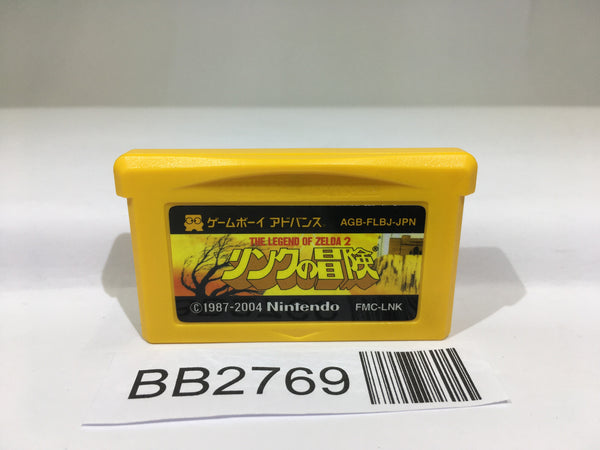 ゲームボーイ アドバンス AGB-FLBJ-JPN
THE LEGEND OF ZELDA 2
リンクの冒険
©1987-2004 Nintendo FMC-LNK
BB2769